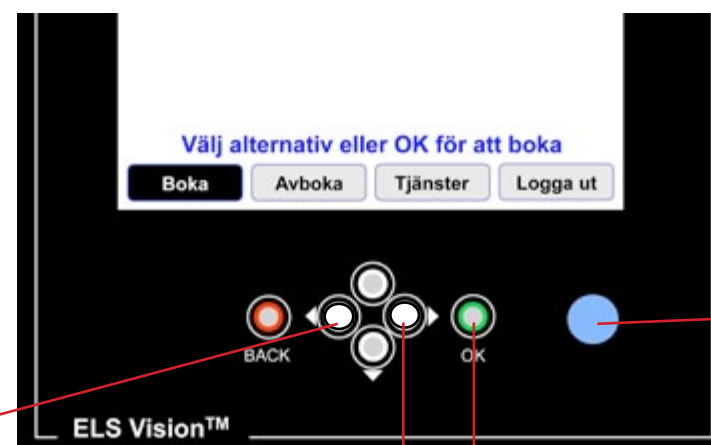 Välj alternativ eller OK för att boka
Boka Avboka Tjänster Logga ut
BACK OK
ELS Vision™